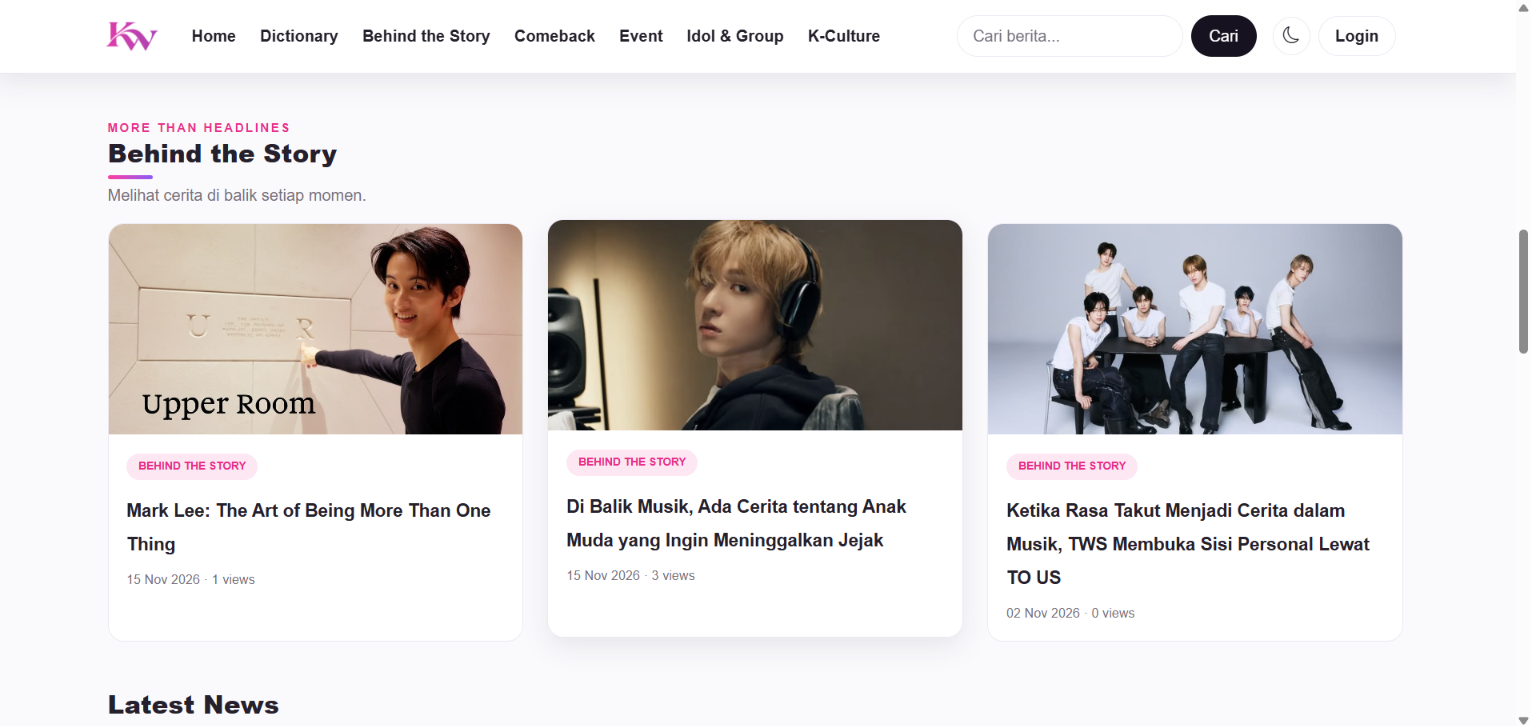 KV
Home
Dictionary
Behind the Story
Comeback
Event
Idol & Group
K-Culture
Cari berita...
Cari
Login
MORE THAN HEADLINES
Behind the Story
Melihat cerita di balik setiap momen.
U R
Upper Room
BEHIND THE STORY
Mark Lee: The Art of Being More Than One
Thing
15 Nov 2026 · 1 views
BEHIND THE STORY
Di Balik Musik, Ada Cerita tentang Anak
Muda yang Ingin Meninggalkan Jejak
15 Nov 2026 · 3 views
BEHIND THE STORY
Ketika Rasa Takut Menjadi Cerita dalam
Musik, TWS Membuka Sisi Personal Lewat
TO US
02 Nov 2026 · 0 views
Latest News